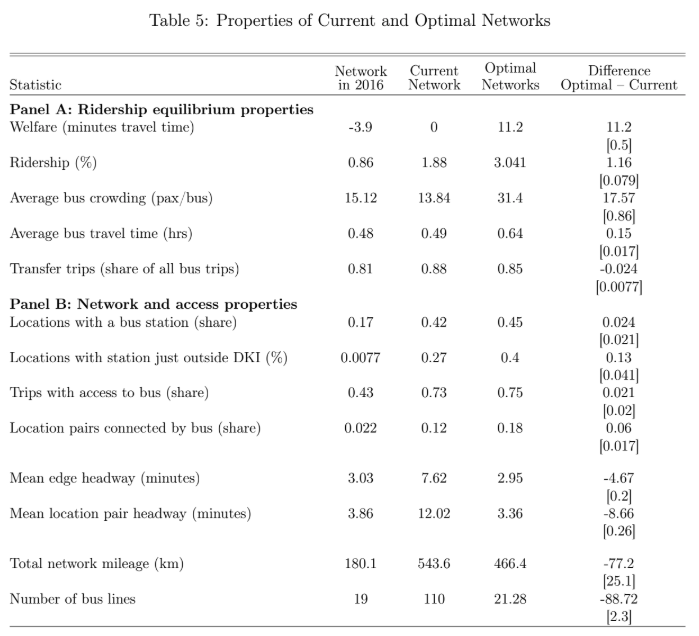 Table 5: Properties of Current and Optimal Networks
Network Current Optimal Difference
Statistic in 2016 Network Networks Optimal – Current
Panel A: Ridership equilibrium properties
Welfare (minutes travel time) -3.9 0 11.2 11.2
[0.5]
Ridership (%) 0.86 1.88 3.041 1.16
[0.079]
Average bus crowding (pax/bus) 15.12 13.84 31.4 17.57
[0.86]
Average bus travel time (hrs) 0.48 0.49 0.64 0.15
[0.017]
Transfer trips (share of all bus trips) 0.81 0.88 0.85 -0.024
[0.0077]
Panel B: Network and access properties
Locations with a bus station (share) 0.17 0.42 0.45 0.024
[0.021]
Locations with station just outside DKI (%) 0.0077 0.27 0.4 0.13
[0.041]
Trips with access to bus (share) 0.43 0.73 0.75 0.021
[0.02]
Location pairs connected by bus (share) 0.022 0.12 0.18 0.06
[0.017]
Mean edge headway (minutes) 3.03 7.62 2.95 -4.67
[0.2]
Mean location pair headway (minutes) 3.86 12.02 3.36 -8.66
[0.26]
Total network mileage (km) 180.1 543.6 466.4 -77.2
[25.1]
Number of bus lines 19 110 21.28 -88.72
[2.3]